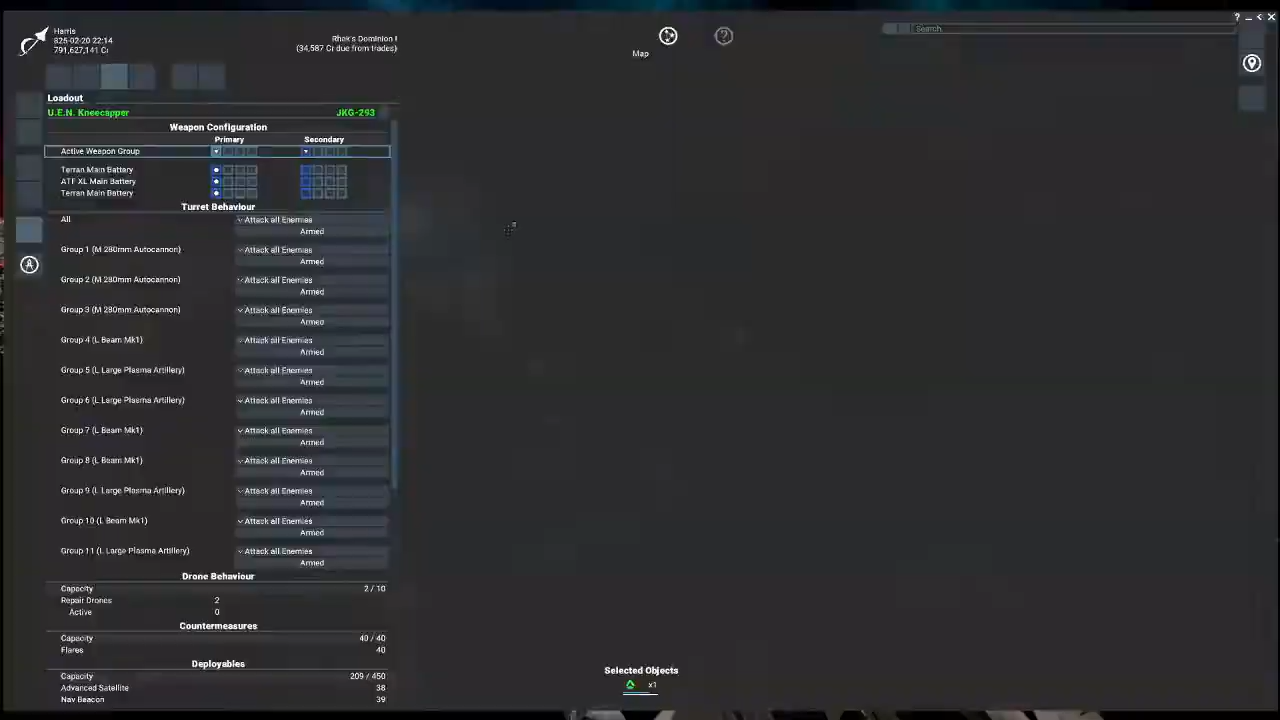 Harris
825-02-20 22:14
791,627,141 Cr
Rhak's Dominion I
(34,587 Cr due from trades)
Map
Search
Loadout
U.E.N. Kneecapper JKG-293
Weapon Configuration
Primary Secondary
Active Weapon Group
Terran Main Battery
ATF XL Main Battery
Terran Main Battery
Turret Behaviour
All Attack all Enemies
Armed
Group 1 (M 280mm Autocannon) Attack all Enemies
Armed
Group 2 (M 280mm Autocannon) Attack all Enemies
Armed
Group 3 (M 280mm Autocannon) Attack all Enemies
Armed
Group 4 (L Beam Mk1) Attack all Enemies
Armed
Group 5 (L Large Plasma Artillery) Attack all Enemies
Armed
Group 6 (L Large Plasma Artillery) Attack all Enemies
Armed
Group 7 (L Beam Mk1) Attack all Enemies
Armed
Group 8 (L Beam Mk1) Attack all Enemies
Armed
Group 9 (L Large Plasma Artillery) Attack all Enemies
Armed
Group 10 (L Beam Mk1) Attack all Enemies
Armed
Group 11 (L Large Plasma Artillery) Attack all Enemies
Armed
Drone Behaviour
Capacity 2 / 10
Repair Drones 2
Active 0
Countermeasures
Capacity 40 / 40
Flares 40
Deployables
Capacity 209 / 450
Advanced Satellite 38
Nav Beacon 39
Selected Objects
x1